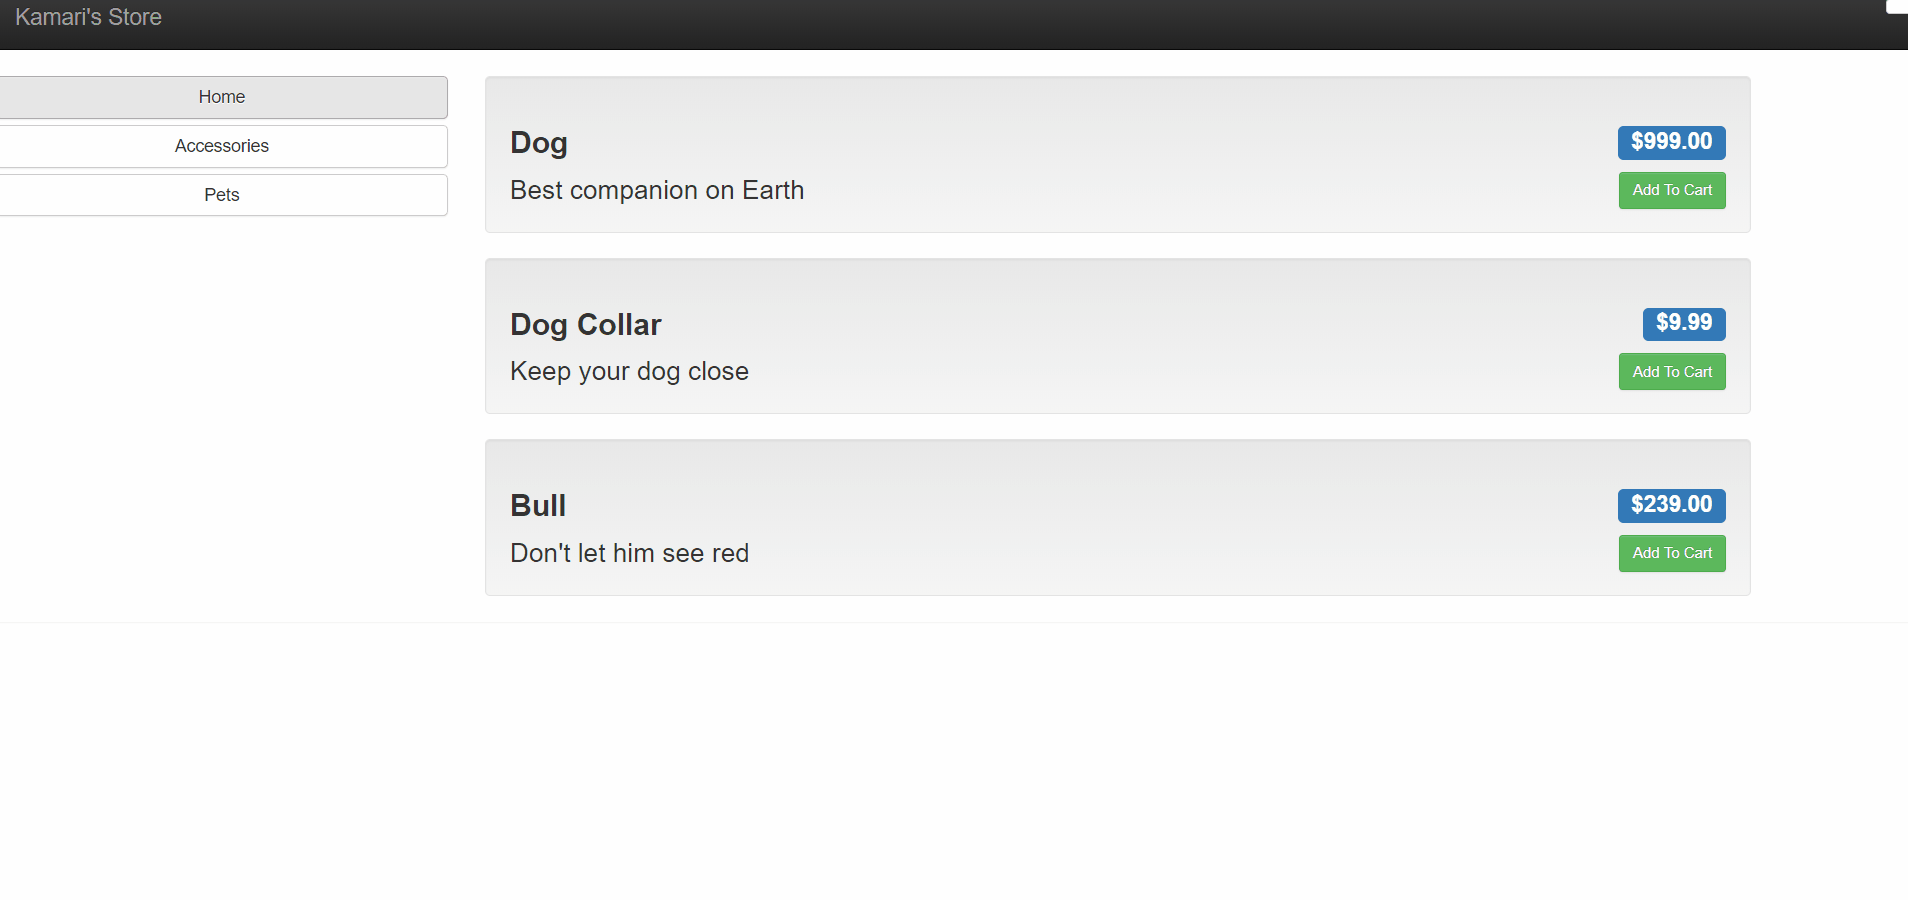 Kamari's Store
Home
Accessories
Pets
Dog
$999.00
Best companion on Earth
Add To Cart
Dog Collar
$9.99
Keep your dog close
Add To Cart
Bull
$239.00
Don't let him see red
Add To Cart